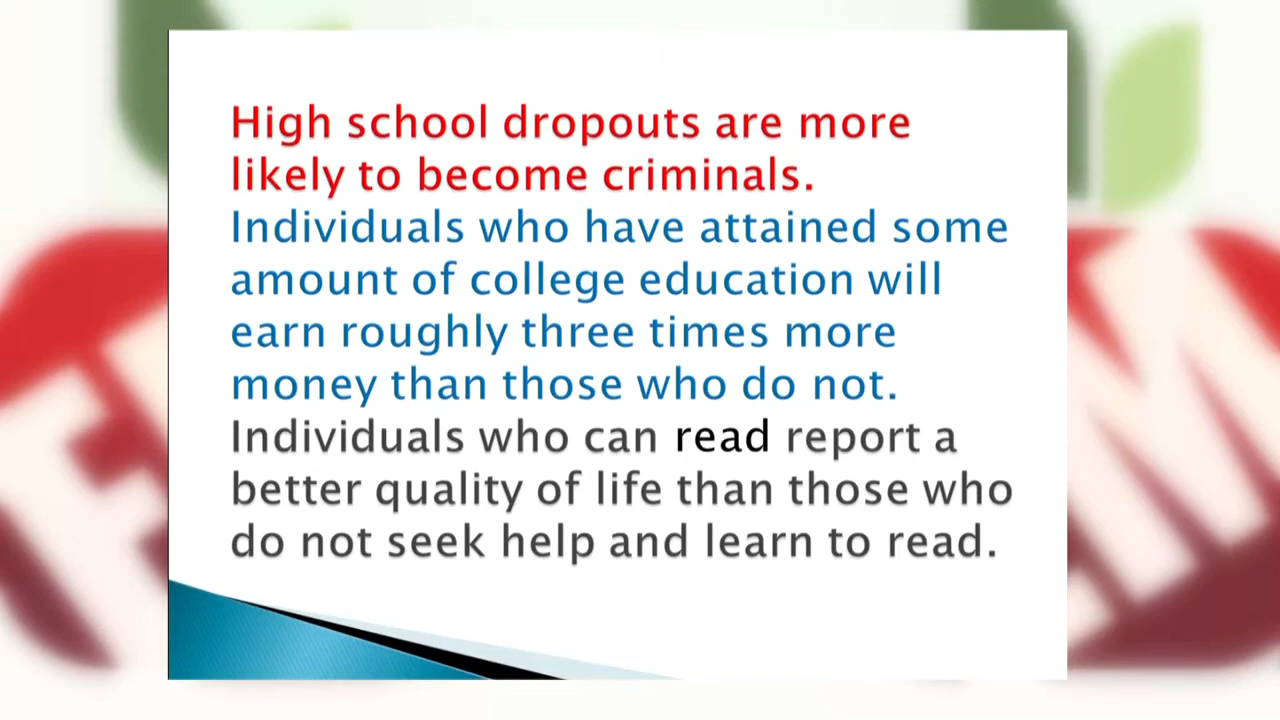 High school dropouts are more
likely to become criminals.
Individuals who have attained some
amount of college education will
earn roughly three times more
money than those who do not.
Individuals who can read report a
better quality of life than those who
do not seek help and learn to read.